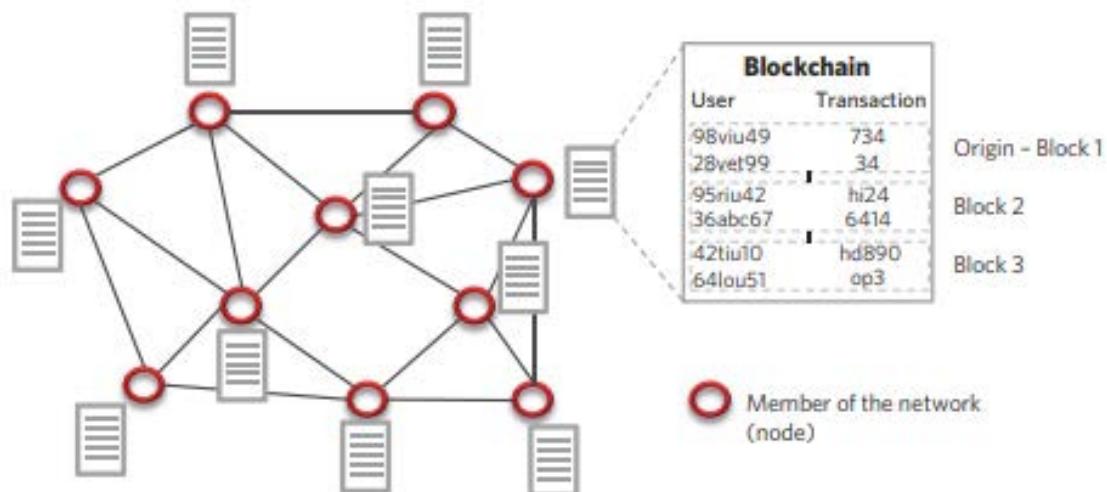 Blockchain
User Transaction
98viu49 734
28vet99 34
Origin – Block 1
95riu42 hi24
36abc67 6414
Block 2
42tiu10 hd890
64lou51 op3
Block 3
Member of the network
(node)